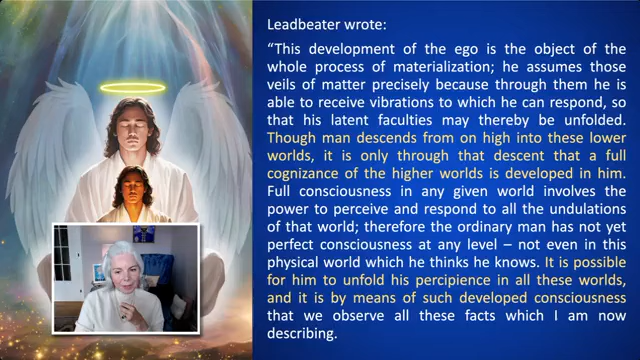 Leadbeater wrote:
“This development of the ego is the object of the
whole process of materialization; he assumes those
veils of matter precisely because through them he is
able to receive vibrations to which he can respond, so
that his latent faculties may thereby be unfolded.
Though man descends from on high into these lower
worlds, it is only through that descent that a full
cognizance of the higher worlds is developed in him.
Full consciousness in any given world involves the
power to perceive and respond to all the undulations
of that world; therefore the ordinary man has not yet
perfect consciousness at any level – not even in this
physical world which he thinks he knows. It is possible
for him to unfold his percipience in all these worlds,
and it is by means of such developed consciousness
that we observe all these facts which I am now
describing.